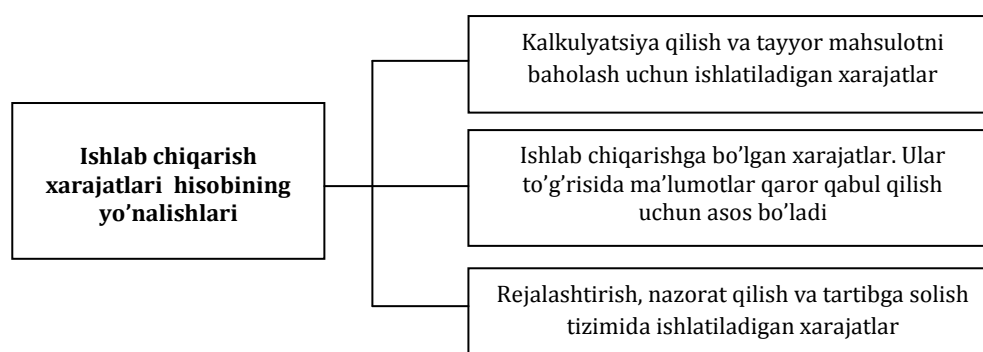 Kalkulyatsiya qilish va tayyor mahsulotni
baholash uchun ishlatiladigan xarajatlar
Ishlab chiqarish
xarajatlari hisobining
yo’nalishlari
Ishlab chiqarishga bo’lgan xarajatlar. Ular
to’g’risida ma’lumotlar qaror qabul qilish
uchun asos bo’ladi
Rejalashtirish, nazorat qilish va tartibga solish
tizimida ishlatiladigan xarajatlar